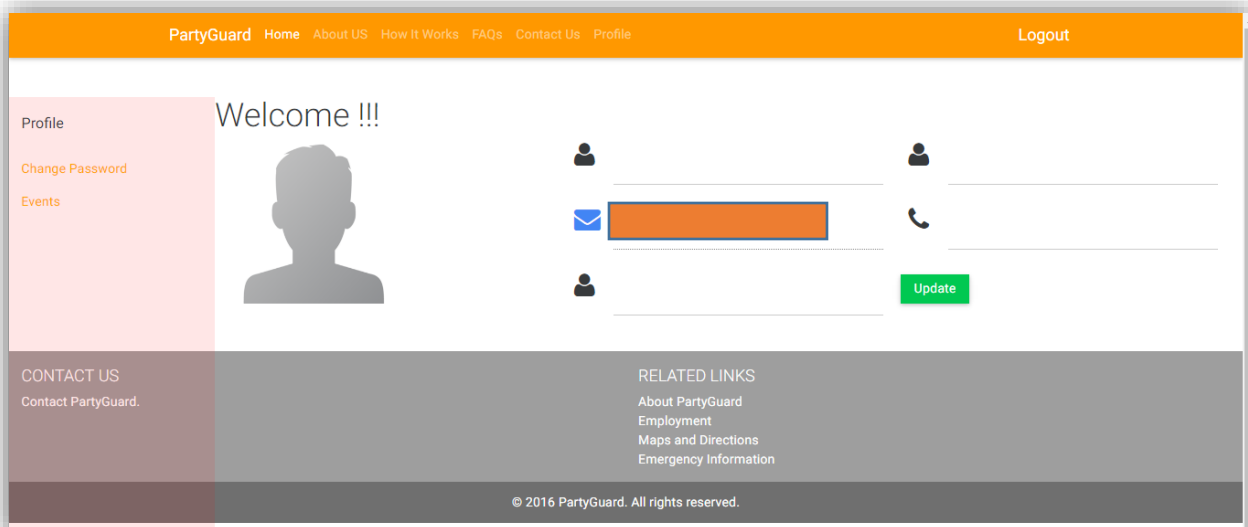 PartyGuard Home About US How It Works FAQs Contact Us Profile Logout
Welcome !!!
Profile
Change Password
Events
Update
CONTACT US
Contact PartyGuard.
RELATED LINKS
About PartyGuard
Employment
Maps and Directions
Emergency Information
© 2016 PartyGuard. All rights reserved.